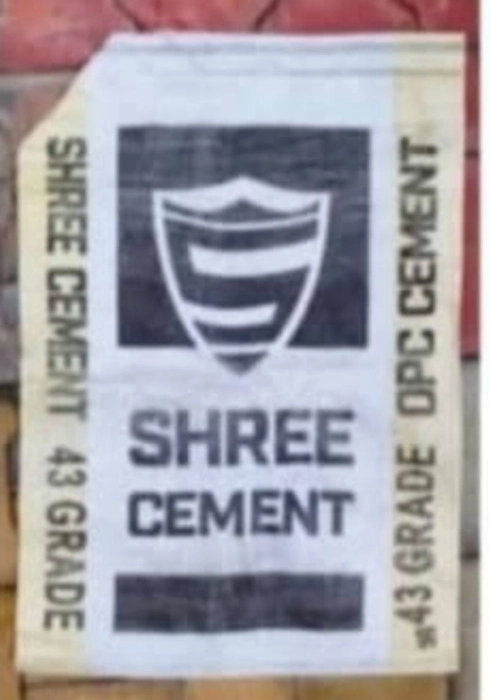 SHREE CEMENT 43 GRADE
SHREE
CEMENT
43 GRADE OPC CEMENT